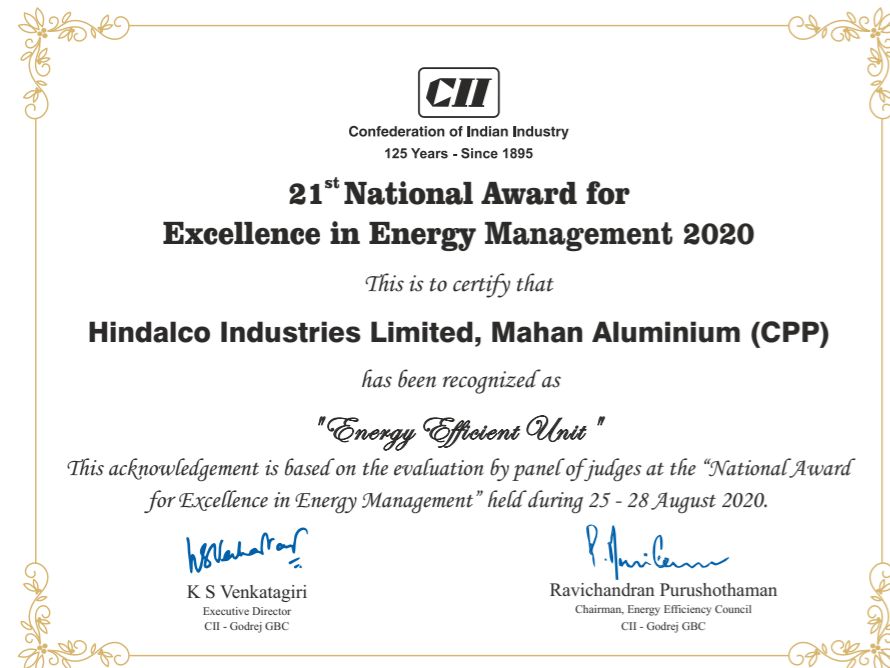 CII
Confederation of Indian Industry
125 Years - Since 1895
21st National Award for
Excellence in Energy Management 2020
This is to certify that
Hindalco Industries Limited, Mahan Aluminium (CPP)
has been recognized as
"Energy Efficient Unit "
This acknowledgement is based on the evaluation by panel of judges at the “National Award
for Excellence in Energy Management” held during 25 - 28 August 2020.
K S Venkatagiri
Executive Director
CII - Godrej GBC
Ravichandran Purushothaman
Chairman, Energy Efficiency Council
CII - Godrej GBC